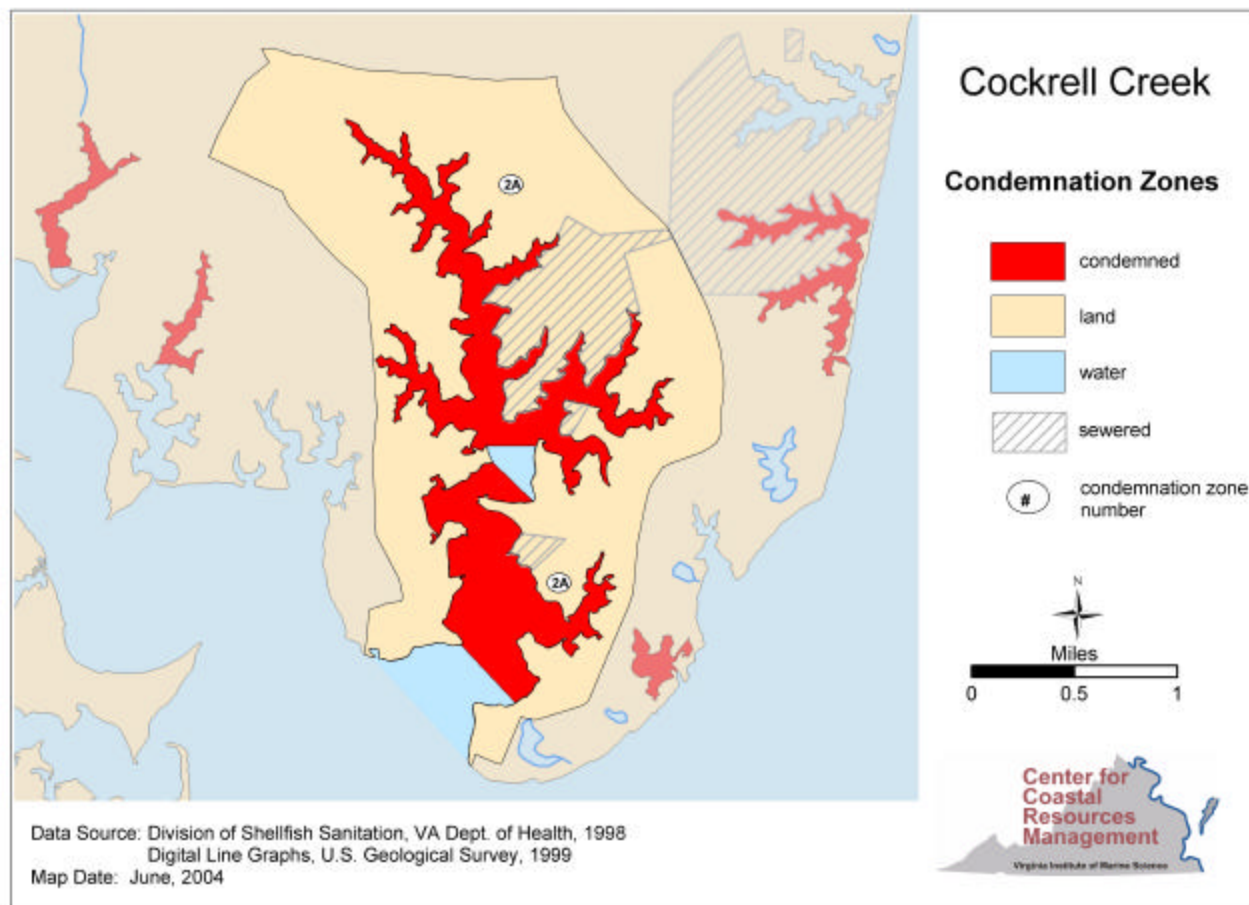 Cockrell Creek
Condemnation Zones
condemned
land
water
sewered
#
condemnation zone
number
2A
2A
N
Miles
0 0.5 1
Center for
Coastal
Resources
Management
Virginia Institute of Marine Science
Data Source: Division of Shellfish Sanitation, VA Dept. of Health, 1998
Digital Line Graphs, U.S. Geological Survey, 1999
Map Date: June, 2004